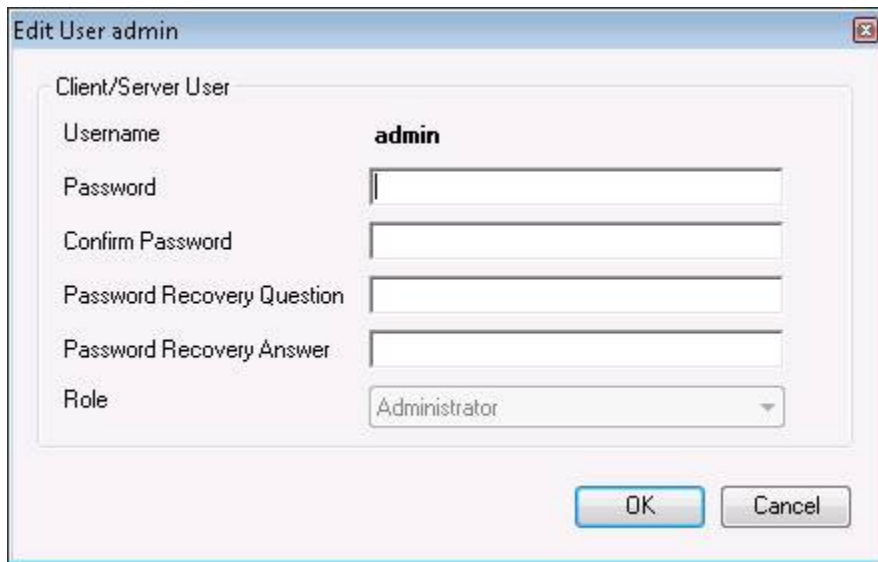 Edit User admin
Client/Server User
Username admin
Password
Confirm Password
Password Recovery Question
Password Recovery Answer
Role Administrator
OK Cancel